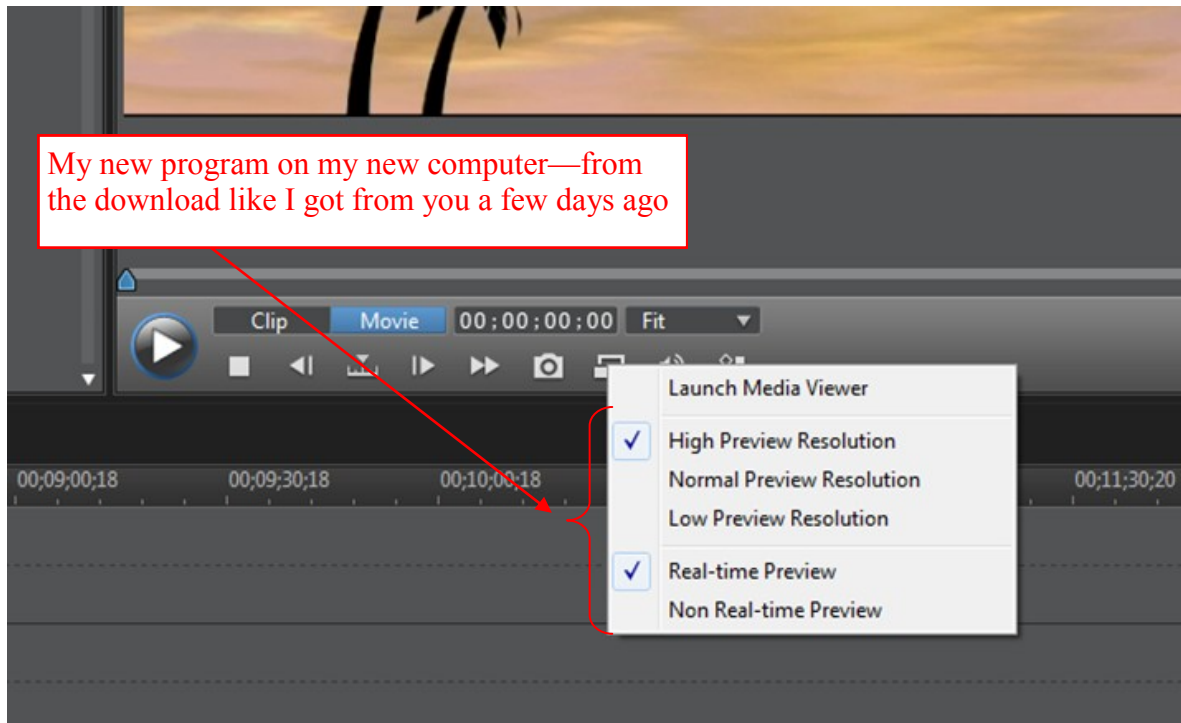 My new program on my new computer—from
the download like I got from you a few days ago
Clip Movie 00;00;00;00 Fit
Launch Media Viewer
High Preview Resolution
Normal Preview Resolution
Low Preview Resolution
Real-time Preview
Non Real-time Preview
00;09;00;18 00;09;30;18 00;10;00;18 00;11;30;20